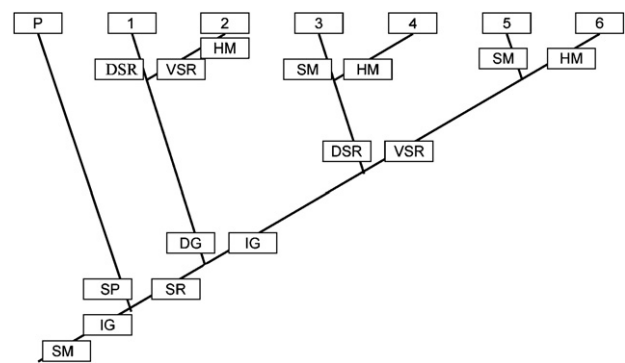 P 1 2 3 4 5 6
HM
DSR VSR SM HM SM HM
DSR VSR
DG IG
SP SR
IG
SM